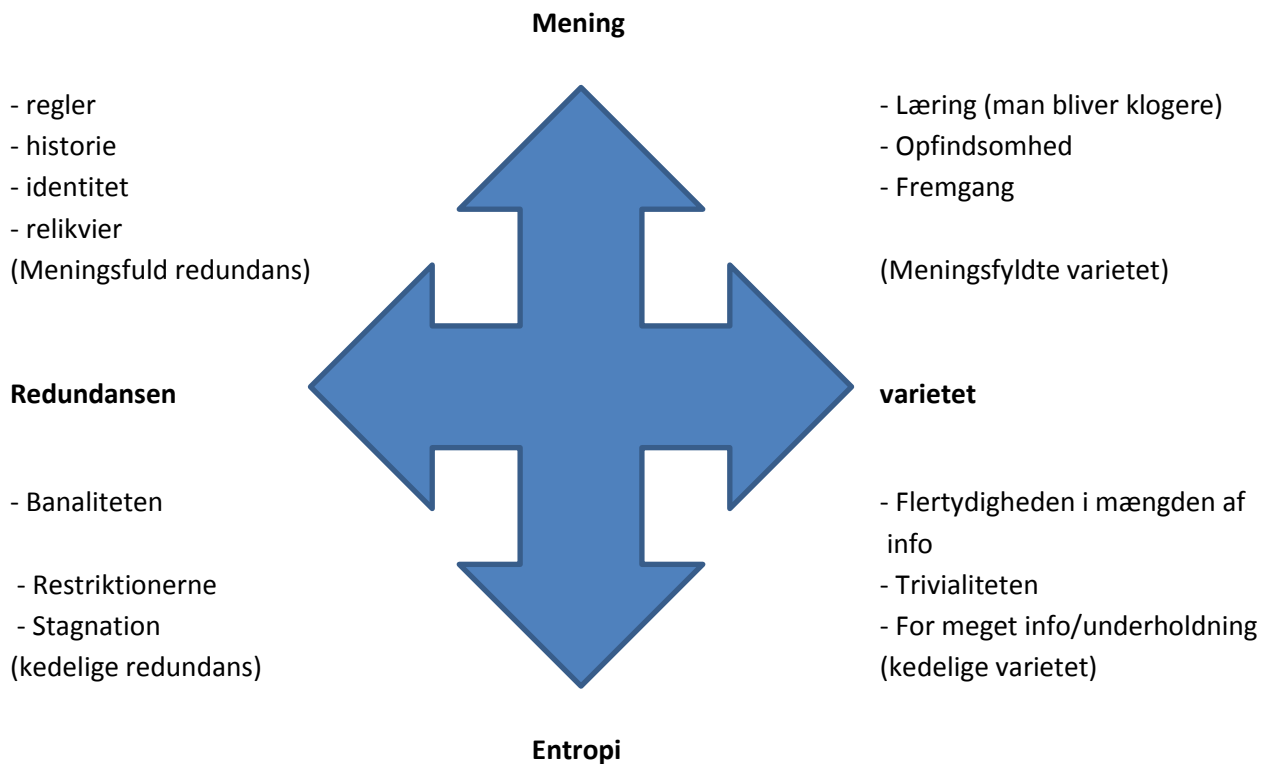 Mening
- regler
- historie
- identitet
- relikvier
(Meningsfuld redundans)
- Læring (man bliver klogere)
- Opfindsomhed
- Fremgang
(Meningsfyldte varietet)
Redundansen
varietet
- Banaliteten
- Restriktionerne
- Stagnation
(kedelige redundans)
- Flertydigheden i mængden af
info
- Trivialiteten
- For meget info/underholdning
(kedelige varietet)
Entropi